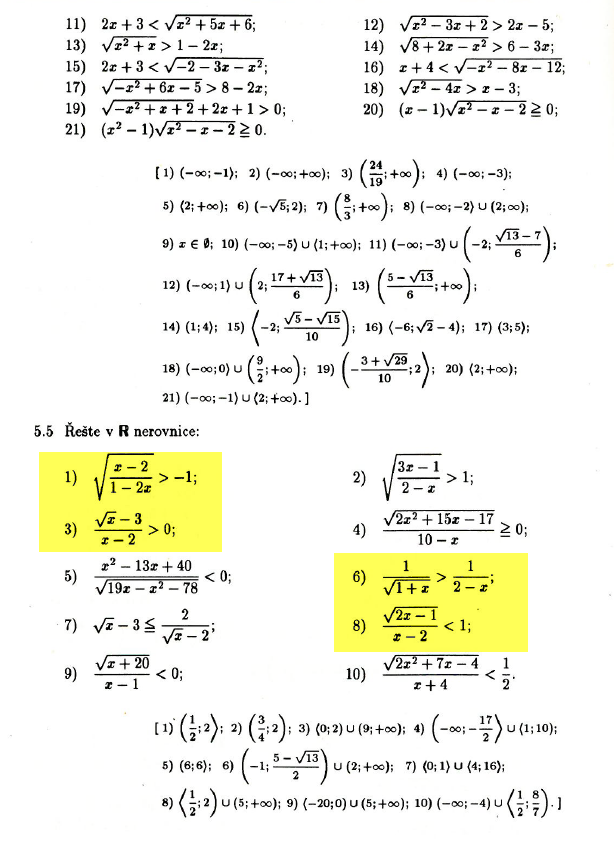 11) 2x + 3 < √(x² + 5x + 6);
12) √(x² − 3x + 2) > 2x − 5;
13) √(x² + x) > 1 − 2x;
14) √(8 + 2x − x²) > 6 − 3x;
15) 2x + 3 < √(−2 − 3x − x²);
16) x + 4 < √(−x² − 8x − 12);
17) √(−x² + 6x − 5) > 8 − 2x;
18) √(x² − 4x) > x − 3;
19) √(−x² + x + 2) + 2x + 1 > 0;
20) (x − 1)√(x² − x − 2) ≧ 0;
21) (x² − 1)√(x² − x − 2) ≧ 0.
[ 1) (−∞; −1); 2) (−∞; +∞); 3) (24/19; +∞); 4) (−∞; −3);
5) ⟨2; +∞); 6) (−√5; 2); 7) (8/3; +∞); 8) (−∞; −2) ∪ (2; ∞);
9) x ∈ ∅; 10) (−∞; −5) ∪ ⟨1; +∞); 11) (−∞; −3) ∪ (−2; (√13 − 7)/6);
12) (−∞; 1) ∪ (2; (17 + √13)/6); 13) ((5 − √13)/6; +∞);
14) (1; 4); 15) ⟨−2; (√5 − √15)/10); 16) ⟨−6; √2 − 4); 17) (3; 5);
18) (−∞; 0) ∪ (9/2; +∞); 19) (−(3 + √29)/10; 2⟩; 20) ⟨2; +∞);
21) (−∞; −1⟩ ∪ ⟨2; +∞). ]
5.5 Řešte v R nerovnice:
1) √((x − 2)/(1 − 2x)) > −1;
2) √((3x − 1)/(2 − x)) > 1;
3) (√x − 3)/(x − 2) > 0;
4) √(2x² + 15x − 17)/(10 − x) ≧ 0;
5) (x² − 13x + 40)/√(19x − x² − 78) < 0;
6) 1/√(1 + x) > 1/(2 − x);
7) √x − 3 ≦ 2/(√x − 2);
8) √(2x − 1)/(x − 2) < 1;
9) √(x + 20)/(x − 1) < 0;
10) √(2x² + 7x − 4)/(x + 4) < 1/2.
[ 1) (1/2; 2⟩; 2) (3/4; 2); 3) ⟨0; 2) ∪ (9; +∞); 4) (−∞; −17/2⟩ ∪ ⟨1; 10);
5) (6; 6); 6) (−1; (5 − √13)/2) ∪ (2; +∞); 7) ⟨0; 1⟩ ∪ (4; 16⟩;
8) ⟨1/2; 2) ∪ (5; +∞); 9) ⟨−20; 0) ∪ (5; +∞); 10) (−∞; −4) ∪ ⟨1/2; 8/7). ]